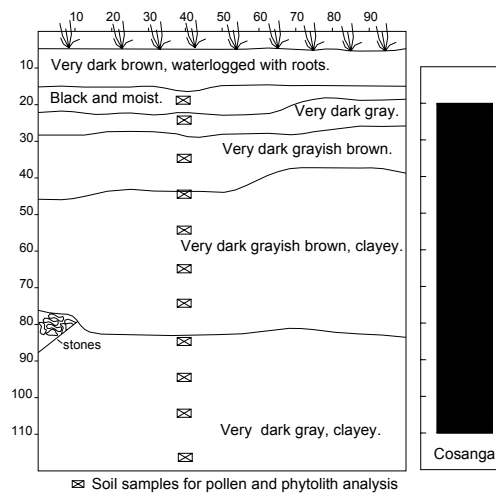 10 20 30 40 50 60 70 80 90
10
Very dark brown, waterlogged with roots.
Black and moist.
20
Very dark gray.
30
Very dark grayish brown.
40
50
Very dark grayish brown, clayey.
60
70
80
stones
90
100
Very dark gray, clayey.
110
Cosanga
Soil samples for pollen and phytolith analysis